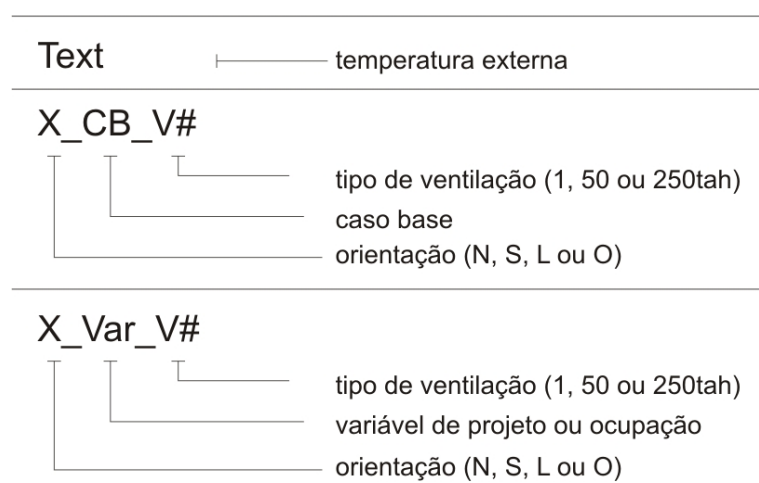 Text
temperatura externa
X_CB_V#
tipo de ventilação (1, 50 ou 250tah)
caso base
orientação (N, S, L ou O)
X_Var_V#
tipo de ventilação (1, 50 ou 250tah)
variável de projeto ou ocupação
orientação (N, S, L ou O)